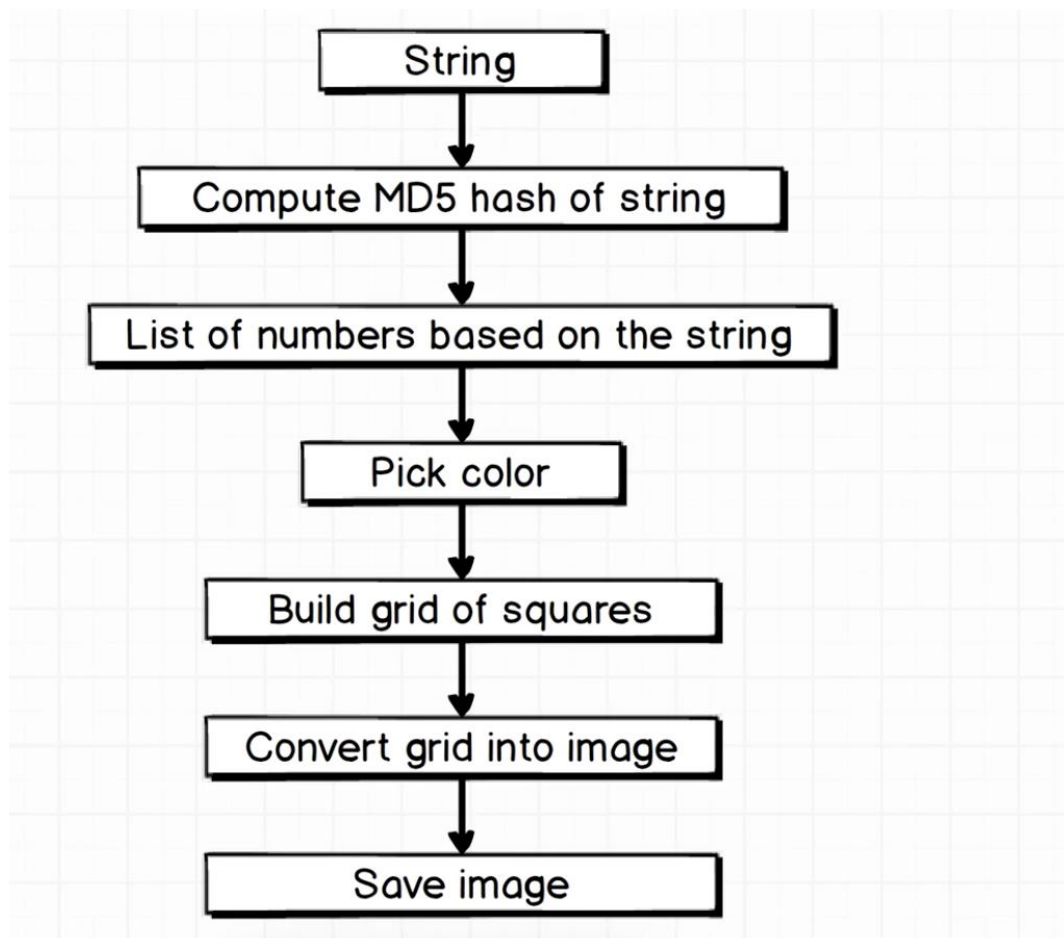 String
Compute MD5 hash of string
List of numbers based on the string
Pick color
Build grid of squares
Convert grid into image
Save image